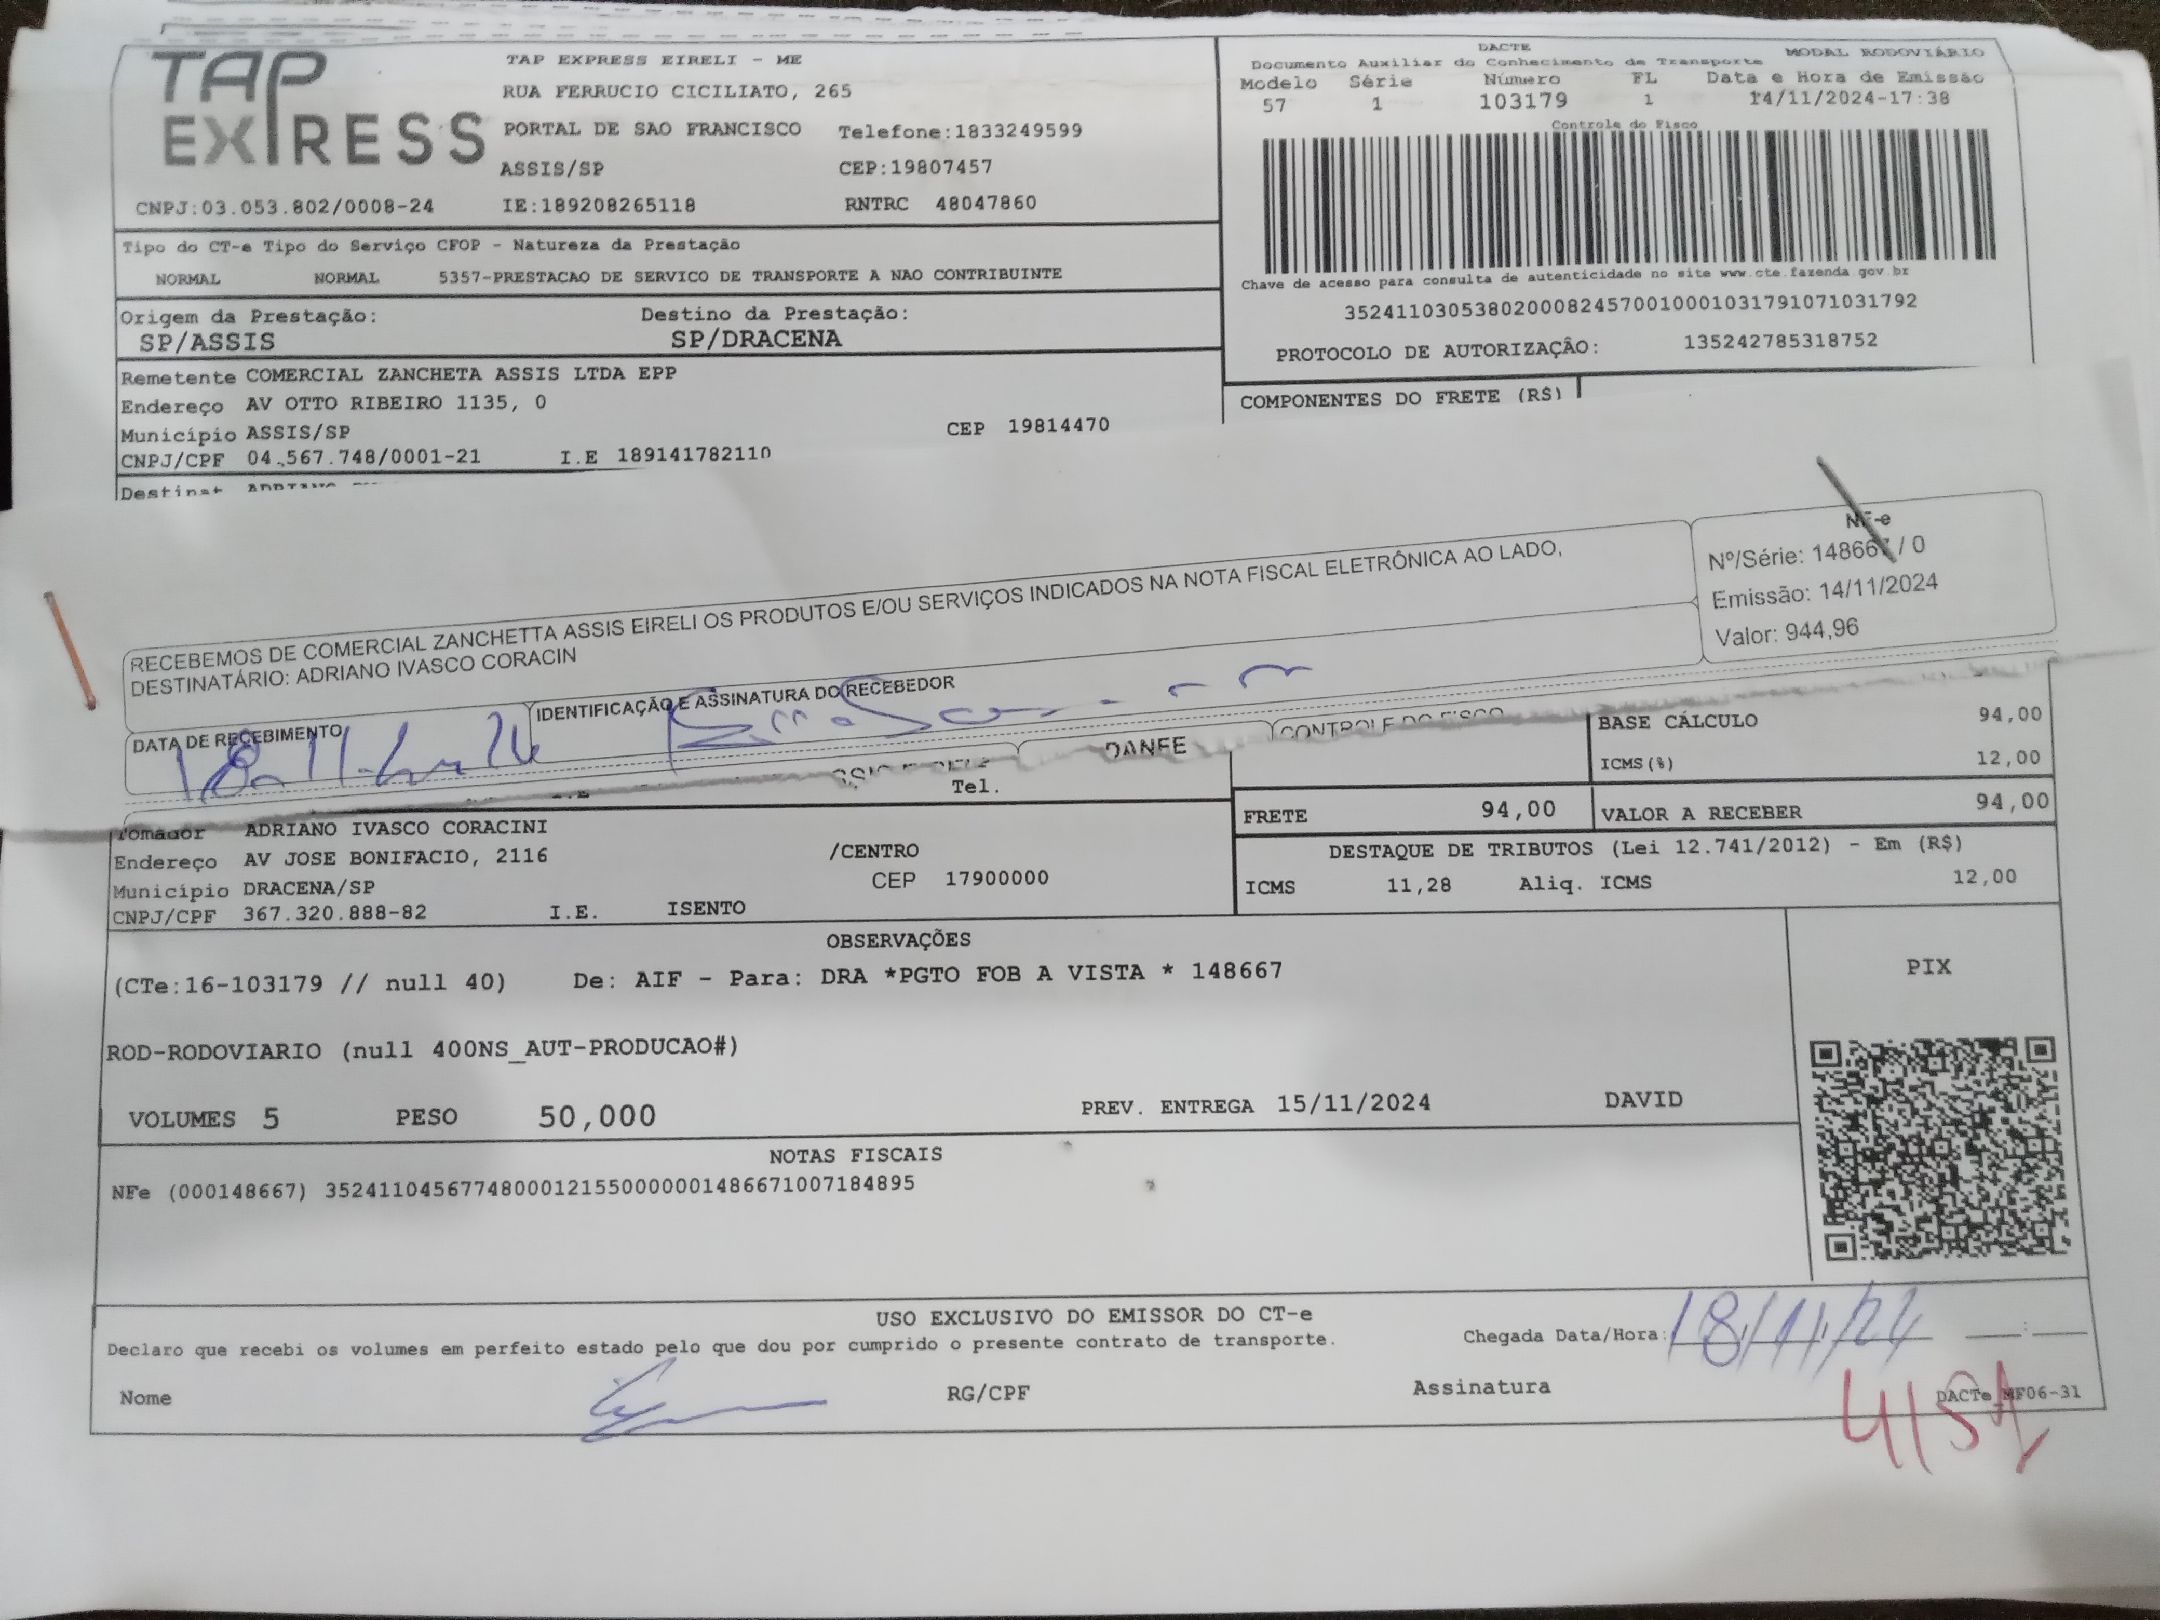 TAP EXPRESS
TAP EXPRESS EIRELI - ME
RUA FERRUCIO CICILIATO, 265
PORTAL DE SAO FRANCISCO Telefone:1833249599
ASSIS/SP CEP:19807457
CNPJ:03.053.802/0008-24 IE:189208265118 RNTRC 48047860
DACTE MODAL RODOVIÁRIO
Documento Auxiliar do Conhecimento de Transporte
Modelo Série Número FL Data e Hora de Emissão
57 1 103179 1 14/11/2024-17:38
Controle do Fisco
Chave de acesso para consulta de autenticidade no site www.cte.fazenda.gov.br
35241103053802000824570010001031791071031792
PROTOCOLO DE AUTORIZAÇÂO: 135242785318752
Tipo do CT-e Tipo do Serviço CFOP - Natureza da Prestação
NORMAL NORMAL 5357-PRESTACAO DE SERVICO DE TRANSPORTE A NAO CONTRIBUINTE
Origem da Prestação: Destino da Prestação:
SP/ASSIS SP/DRACENA
Remetente COMERCIAL ZANCHETA ASSIS LTDA EPP
Endereço AV OTTO RIBEIRO 1135, 0
Município ASSIS/SP CEP 19814470
CNPJ/CPF 04.567.748/0001-21 I.E 189141782110
COMPONENTES DO FRETE (R$)
Destinat ADRIANO
RECEBEMOS DE COMERCIAL ZANCHETTA ASSIS EIRELI OS PRODUTOS E/OU SERVIÇOS INDICADOS NA NOTA FISCAL ELETRÔNICA AO LADO,
DESTINATÁRIO: ADRIANO IVASCO CORACIN
NF-e
Nº/Série: 148667 / 0
Emissão: 14/11/2024
Valor: 944,96
DATA DE RECEBIMENTO IDENTIFICAÇÃO E ASSINATURA DO RECEBEDOR
DANFE CONTROLE DO FISCO
Tel.
BASE CÁLCULO 94,00
ICMS(%) 12,00
FRETE 94,00 VALOR A RECEBER 94,00
Tomador ADRIANO IVASCO CORACINI
Endereço AV JOSE BONIFACIO, 2116 /CENTRO
Município DRACENA/SP CEP 17900000
CNPJ/CPF 367.320.888-82 I.E. ISENTO
DESTAQUE DE TRIBUTOS (Lei 12.741/2012) - Em (R$)
ICMS 11,28 Aliq. ICMS 12,00
OBSERVAÇÕES
(CTe:16-103179 // null 40) De: AIF - Para: DRA *PGTO FOB A VISTA * 148667
ROD-RODOVIARIO (null 400NS_AUT-PRODUCAO#)
VOLUMES 5 PESO 50,000 PREV. ENTREGA 15/11/2024 DAVID
PIX
NOTAS FISCAIS
NFe (000148667) 35241104567748000121550000001486671007184895
USO EXCLUSIVO DO EMISSOR DO CT-e
Declaro que recebi os volumes em perfeito estado pelo que dou por cumprido o presente contrato de transporte.
Chegada Data/Hora: 18/11/24 __:__
Nome RG/CPF Assinatura DACTe_MF06-31